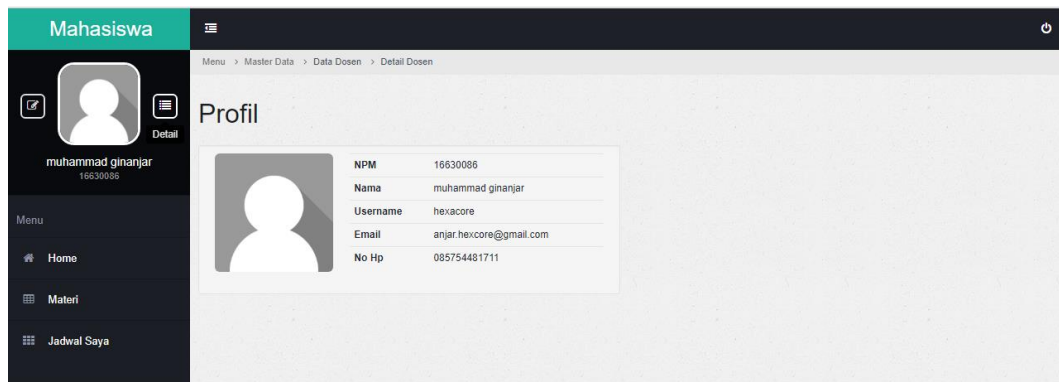 Mahasiswa
Menu > Master Data > Data Dosen > Detail Dosen
Detail
muhammad ginanjar
16630086
Menu
Home
Materi
Jadwal Saya
Profil
NPM 16630086
Nama muhammad ginanjar
Username hexacore
Email anjar.hexcore@gmail.com
No Hp 085754481711